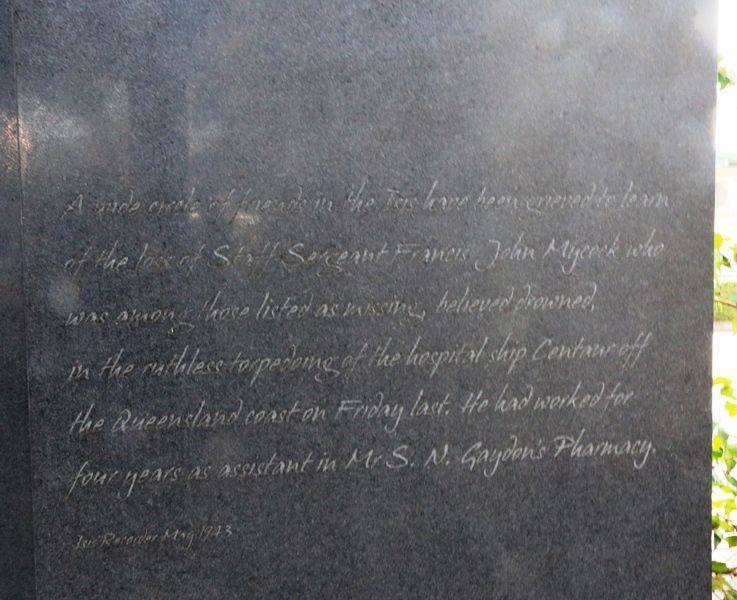 A wide circle of friends in the Isis have been grieved to learn
of the loss of Staff Sergeant Francis John Mycock who
was among those listed as missing, believed drowned,
in the ruthless torpedoing of the hospital ship Centaur off
the Queensland coast on Friday last. He had worked for
four years as assistant in Mr S. N. Gaydon's Pharmacy.
Isis Recorder May 1943